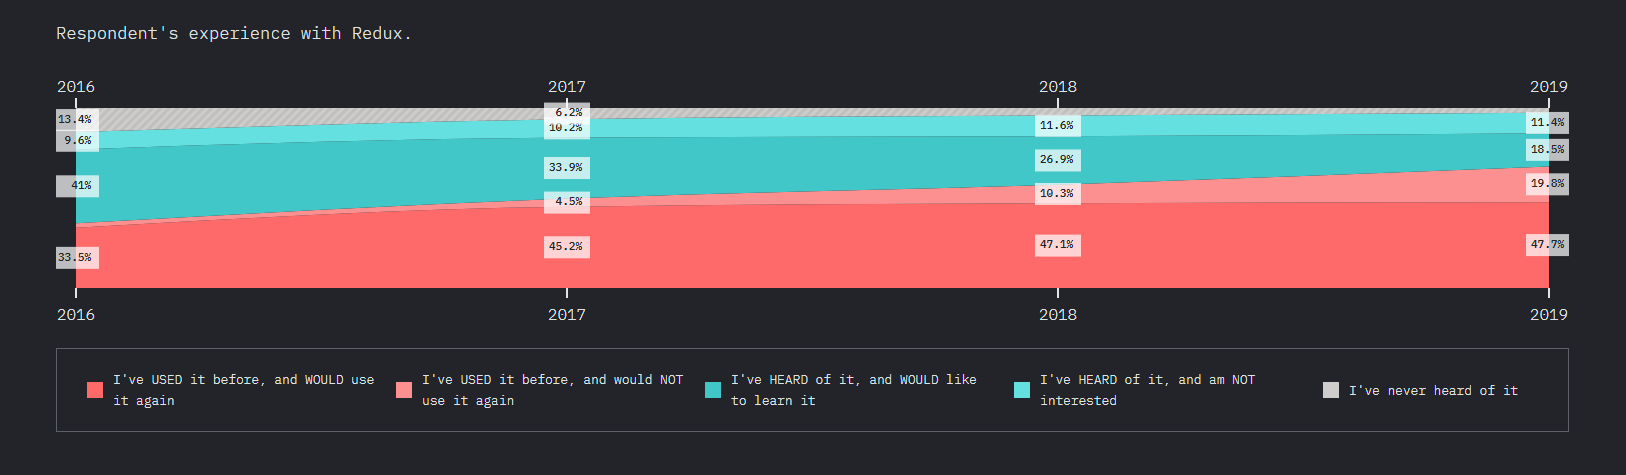 Respondent's experience with Redux.
2016 2017 2018 2019
13.4% 6.2%
9.6% 10.2% 11.6% 11.4%
41% 33.9% 26.9% 18.5%
4.5% 10.3% 19.8%
33.5% 45.2% 47.1% 47.7%
2016 2017 2018 2019
I've USED it before, and WOULD use
it again
I've USED it before, and would NOT
use it again
I've HEARD of it, and WOULD like
to learn it
I've HEARD of it, and am NOT
interested
I've never heard of it